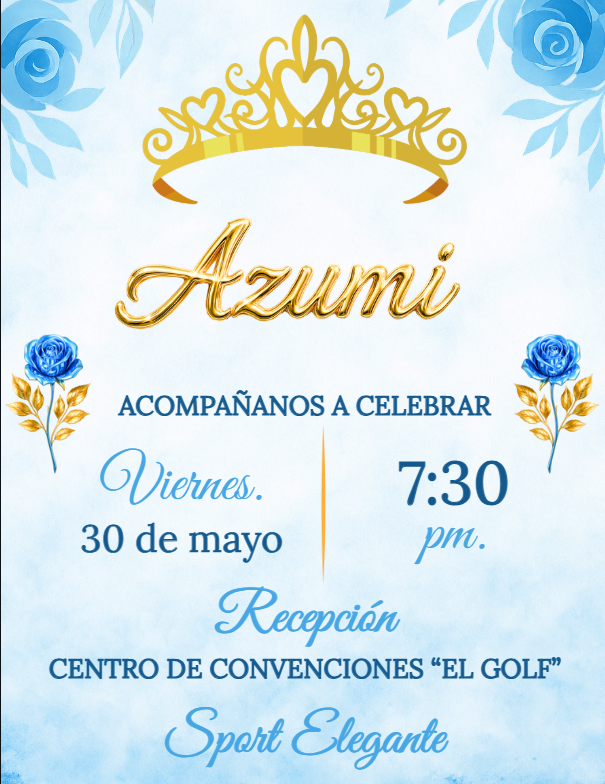 Azumi
ACOMPAÑANOS A CELEBRAR
Viernes.
30 de mayo
7:30
pm.
Recepción
CENTRO DE CONVENCIONES “EL GOLF”
Sport Elegante